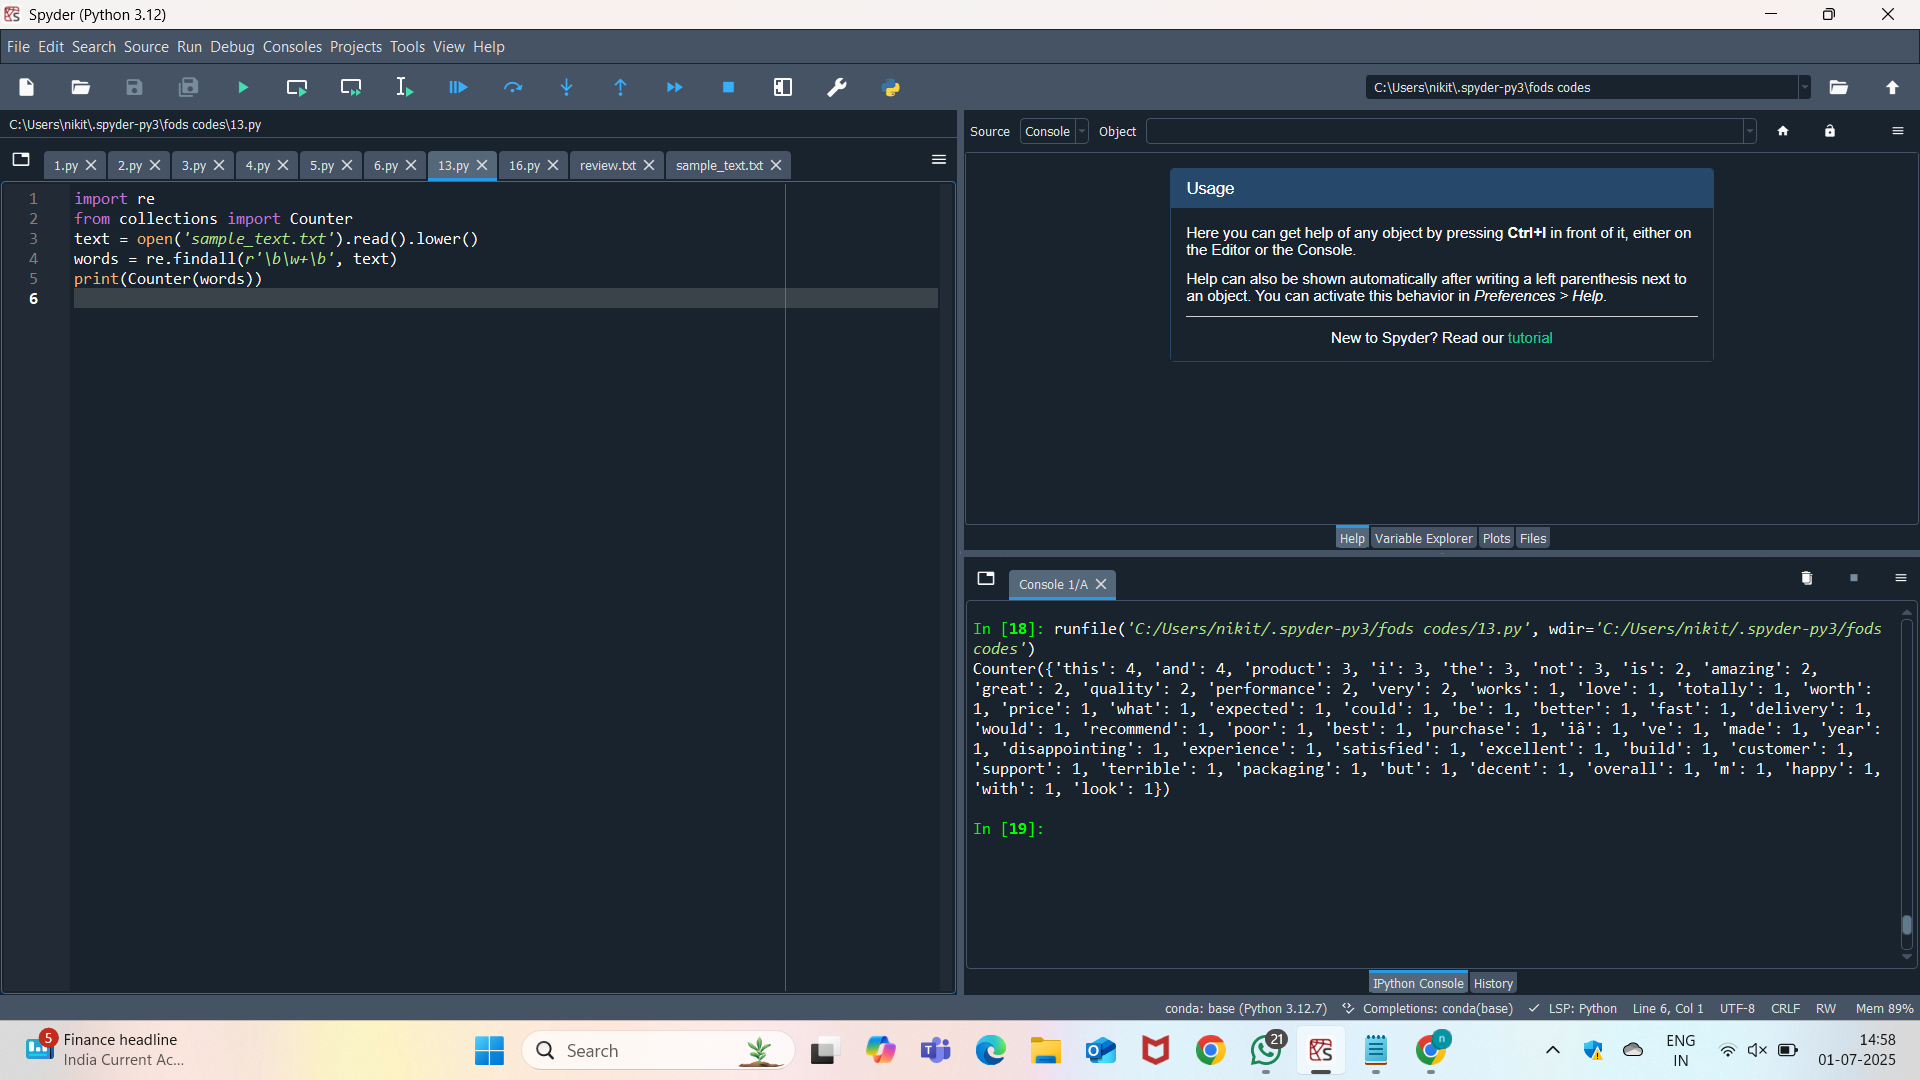 Spyder (Python 3.12)
File Edit Search Source Run Debug Consoles Projects Tools View Help
C:\Users\nikit\.spyder-py3\fods codes
C:\Users\nikit\.spyder-py3\fods codes\13.py
1.py 2.py 3.py 4.py 5.py 6.py 13.py 16.py review.txt sample_text.txt
1 import re
2 from collections import Counter
3 text = open('sample_text.txt').read().lower()
4 words = re.findall(r'\b\w+\b', text)
5 print(Counter(words))
6
Source Console Object
Usage
Here you can get help of any object by pressing Ctrl+I in front of it, either on
the Editor or the Console.
Help can also be shown automatically after writing a left parenthesis next to
an object. You can activate this behavior in Preferences > Help.
New to Spyder? Read our tutorial
Help Variable Explorer Plots Files
Console 1/A
In [18]: runfile('C:/Users/nikit/.spyder-py3/fods codes/13.py', wdir='C:/Users/nikit/.spyder-py3/fods
codes')
Counter({'this': 4, 'and': 4, 'product': 3, 'i': 3, 'the': 3, 'not': 3, 'is': 2, 'amazing': 2,
'great': 2, 'quality': 2, 'performance': 2, 'very': 2, 'works': 1, 'love': 1, 'totally': 1, 'worth':
1, 'price': 1, 'what': 1, 'expected': 1, 'could': 1, 'be': 1, 'better': 1, 'fast': 1, 'delivery': 1,
'would': 1, 'recommend': 1, 'poor': 1, 'best': 1, 'purchase': 1, 'iâ': 1, 've': 1, 'made': 1, 'year':
1, 'disappointing': 1, 'experience': 1, 'satisfied': 1, 'excellent': 1, 'build': 1, 'customer': 1,
'support': 1, 'terrible': 1, 'packaging': 1, 'but': 1, 'decent': 1, 'overall': 1, 'm': 1, 'happy': 1,
'with': 1, 'look': 1})
In [19]:
IPython Console History
conda: base (Python 3.12.7) Completions: conda(base) LSP: Python Line 6, Col 1 UTF-8 CRLF RW Mem 89%
5 Finance headline
India Current Ac...
Search
21
n
ENG
IN
14:58
01-07-2025